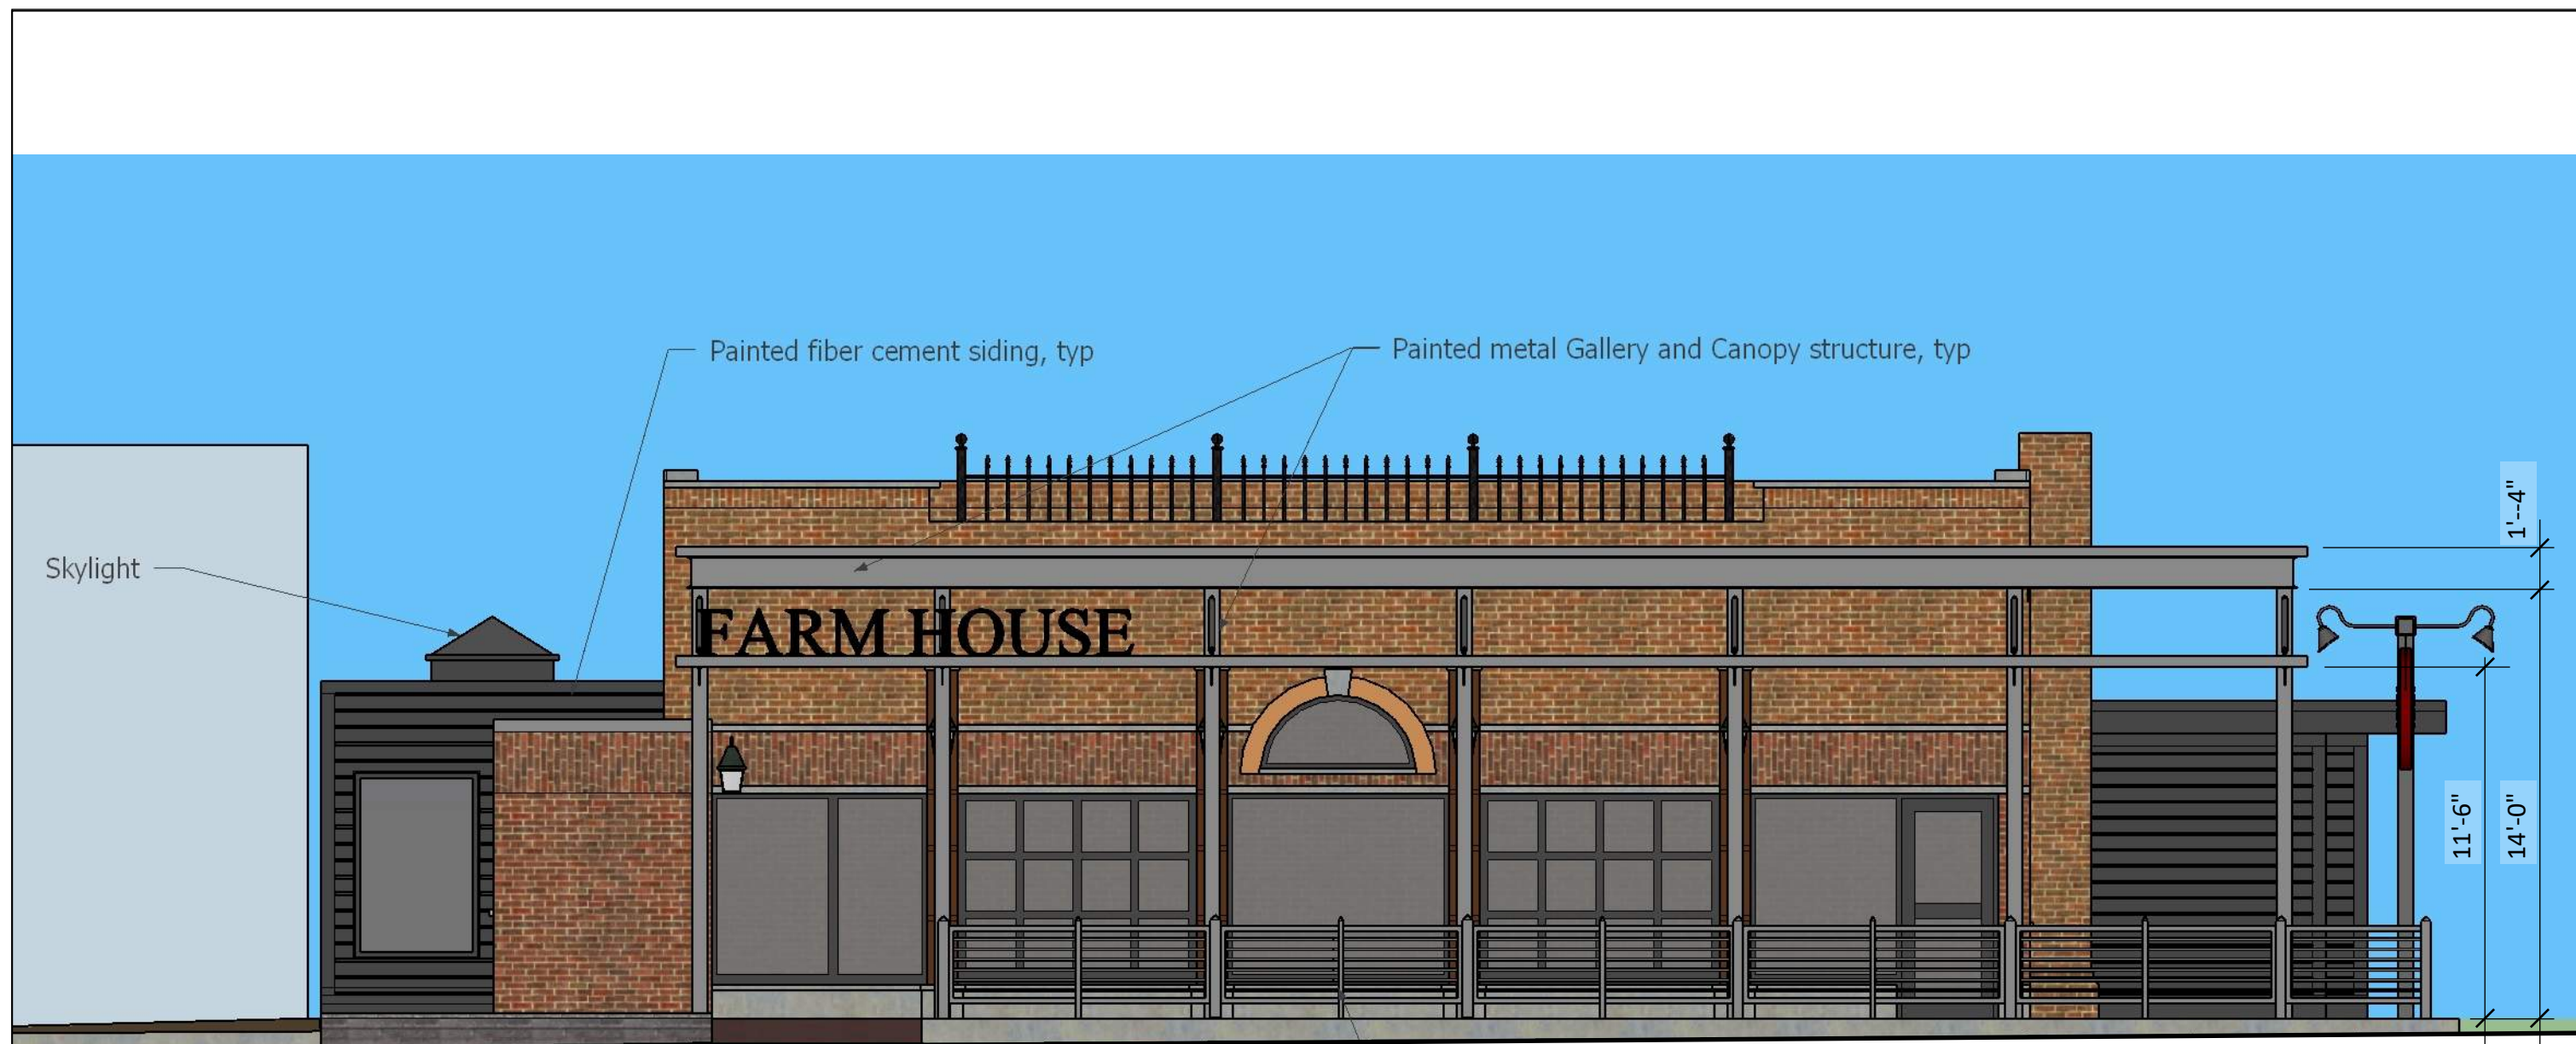 Painted fiber cement siding, typ
Painted metal Gallery and Canopy structure, typ
Skylight
FARM HOUSE
1'--4"
11'-6"
14'-0"